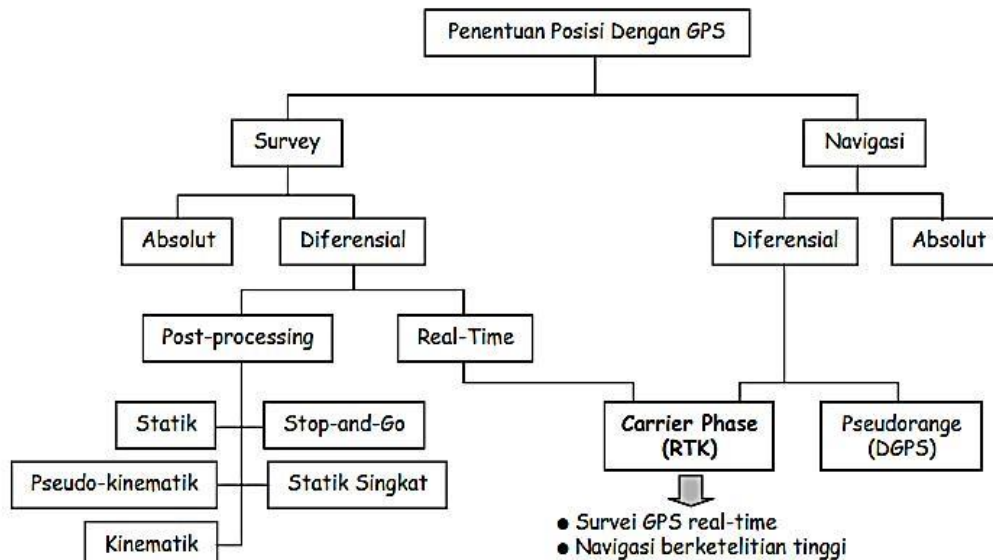 Penentuan Posisi Dengan GPS
Survey
Navigasi
Absolut
Diferensial
Diferensial
Absolut
Post-processing
Real-Time
Statik
Stop-and-Go
Carrier Phase
(RTK)
Pseudorange
(DGPS)
Pseudo-kinematik
Statik Singkat
Kinematik
● Survei GPS real-time
● Navigasi berketelitian tinggi